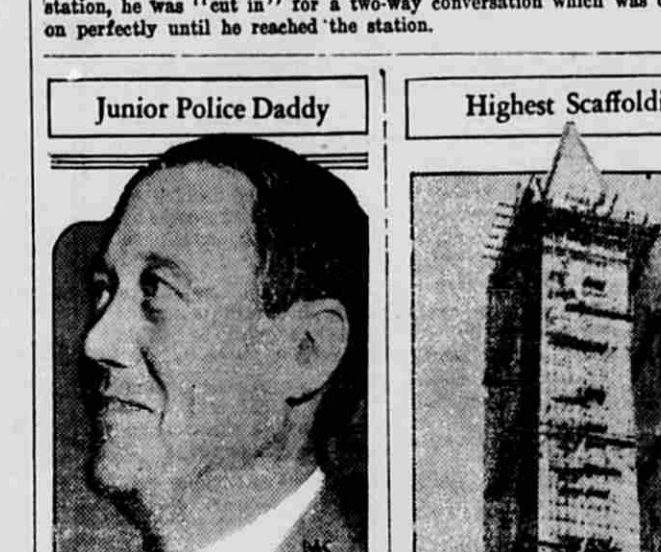 station, he was "cut in" for a two-way conversation which was
on perfectly until he reached the station.
Junior Police Daddy
Highest Scaffoldi